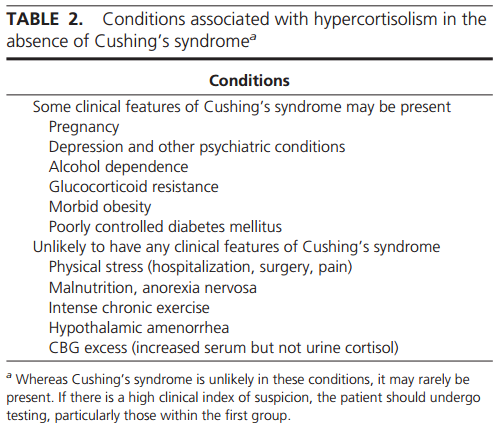 TABLE 2. Conditions associated with hypercortisolism in the
absence of Cushing's syndromeᵃ
Conditions
Some clinical features of Cushing's syndrome may be present
Pregnancy
Depression and other psychiatric conditions
Alcohol dependence
Glucocorticoid resistance
Morbid obesity
Poorly controlled diabetes mellitus
Unlikely to have any clinical features of Cushing's syndrome
Physical stress (hospitalization, surgery, pain)
Malnutrition, anorexia nervosa
Intense chronic exercise
Hypothalamic amenorrhea
CBG excess (increased serum but not urine cortisol)
ᵃ Whereas Cushing's syndrome is unlikely in these conditions, it may rarely be
present. If there is a high clinical index of suspicion, the patient should undergo
testing, particularly those within the first group.